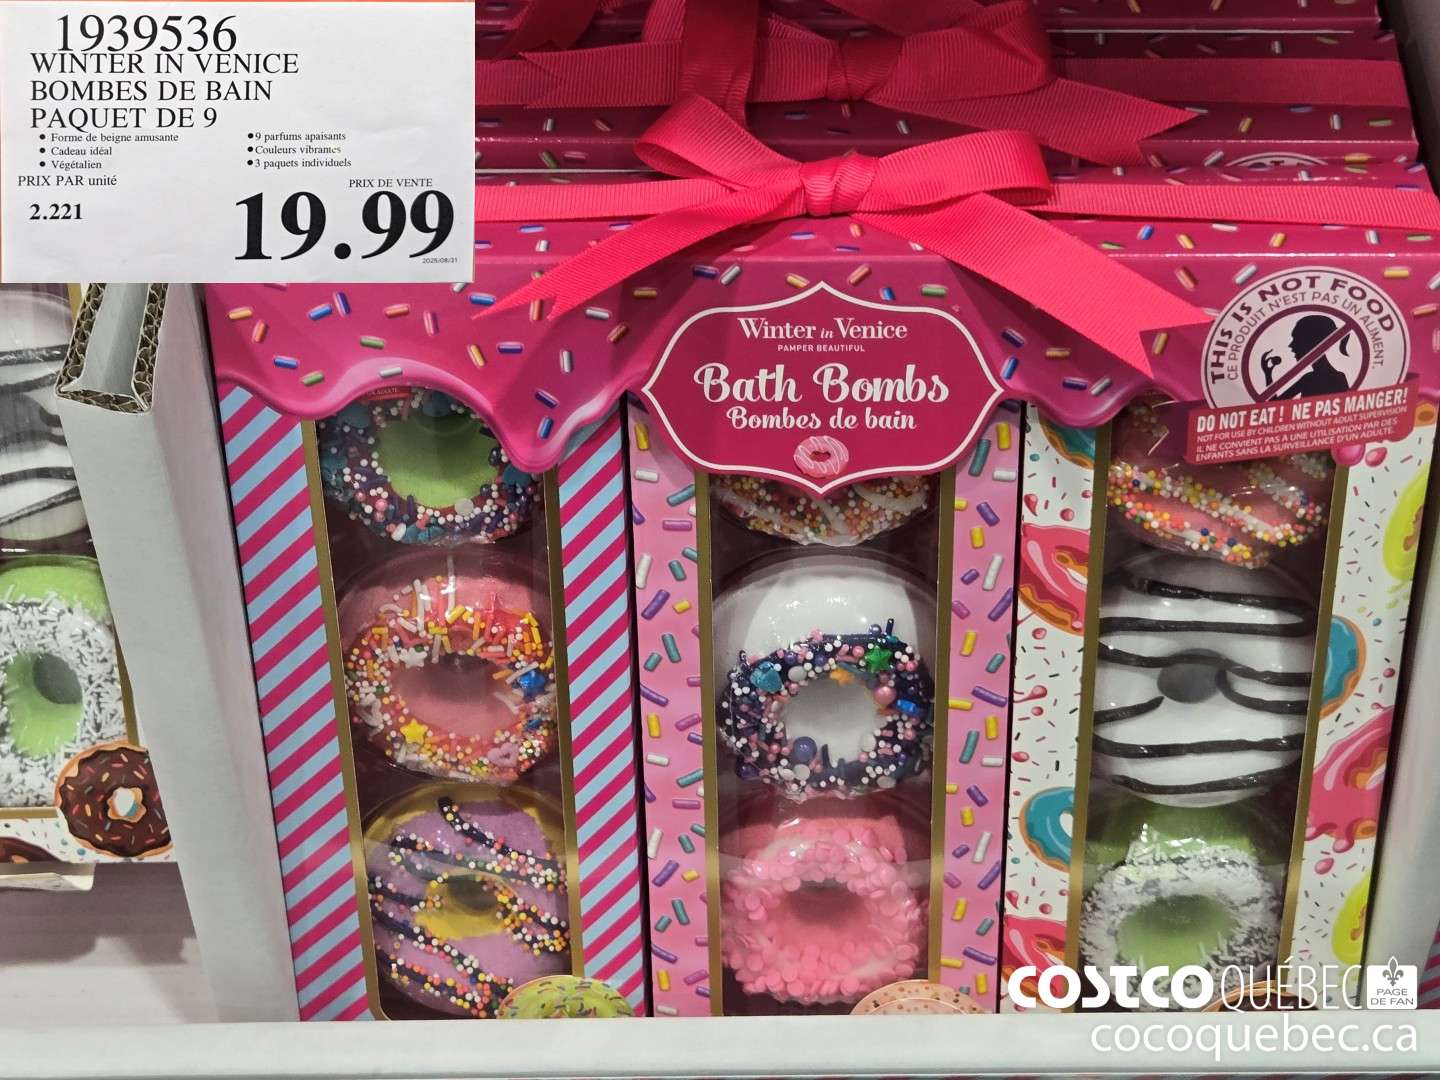 1939536
WINTER IN VENICE
BOMBES DE BAIN
PAQUET DE 9
• Forme de beigne amusante
• Cadeau idéal
• Végétalien
• 9 parfums apaisants
• Couleurs vibrantes
• 3 paquets individuels
PRIX PAR unité
2.221
PRIX DE VENTE
19.99
2025/08/31
Winter in Venice
PAMPER BEAUTIFUL
Bath Bombs
Bombes de bain
THIS IS NOT FOOD
CE PRODUIT N'EST PAS UN ALIMENT.
DO NOT EAT! NE PAS MANGER!
NOT FOR USE BY CHILDREN WITHOUT ADULT SUPERVISION
IL NE CONVIENT PAS A UNE UTILISATION PAR DES
ENFANTS SANS LA SURVEILLANCE D'UN ADULTE.
COSTCO QUÉBEC
PAGE
DE FAN
cocoquebec.ca